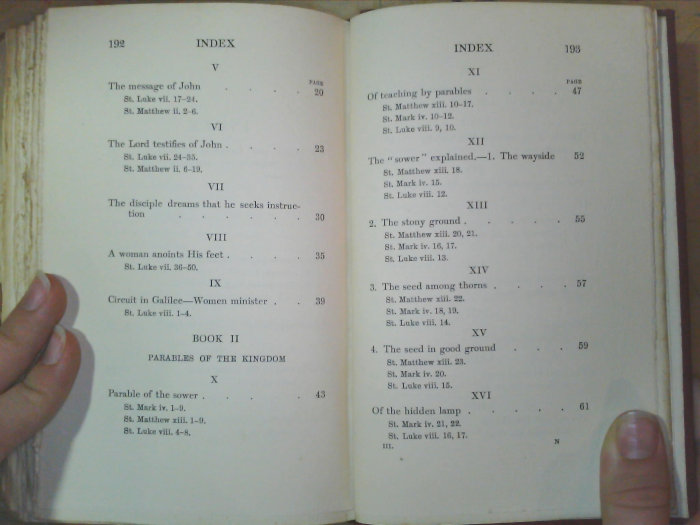 192 INDEX
V
PAGE
The message of John . . . . 20
St. Luke vii. 17-24.
St. Matthew ii. 2-6.
VI
The Lord testifies of John . . . . 23
St. Luke vii. 24-35.
St. Matthew ii. 6-19.
VII
The disciple dreams that he seeks instruc-
tion . . . . . . 30
VIII
A woman anoints His feet . . . . 35
St. Luke vii. 36-50.
IX
Circuit in Galilee—Women minister . . 39
St. Luke viii. 1-4.
BOOK II
PARABLES OF THE KINGDOM
X
Parable of the sower . . . . . 43
St. Mark iv. 1-9.
St. Matthew xiii. 1-9.
St. Luke viii. 4-8.
INDEX 193
XI
PAGE
Of teaching by parables . . . . 47
St. Matthew xiii. 10-17.
St. Mark iv. 10-12.
St. Luke viii. 9, 10.
XII
The "sower" explained.—1. The wayside 52
St. Matthew xiii. 18.
St. Mark iv. 15.
St. Luke viii. 12.
XIII
2. The stony ground . . . . . 55
St. Matthew xiii. 20, 21.
St. Mark iv. 16, 17.
St. Luke viii. 13.
XIV
3. The seed among thorns . . . . 57
St. Matthew xiii. 22.
St. Mark iv. 18, 19.
St. Luke viii. 14.
XV
4. The seed in good ground . . . 59
St. Matthew xiii. 23.
St. Mark iv. 20.
St. Luke viii. 15.
XVI
Of the hidden lamp . . . . . 61
St. Mark iv. 21, 22.
St. Luke viii. 16, 17.
III. N